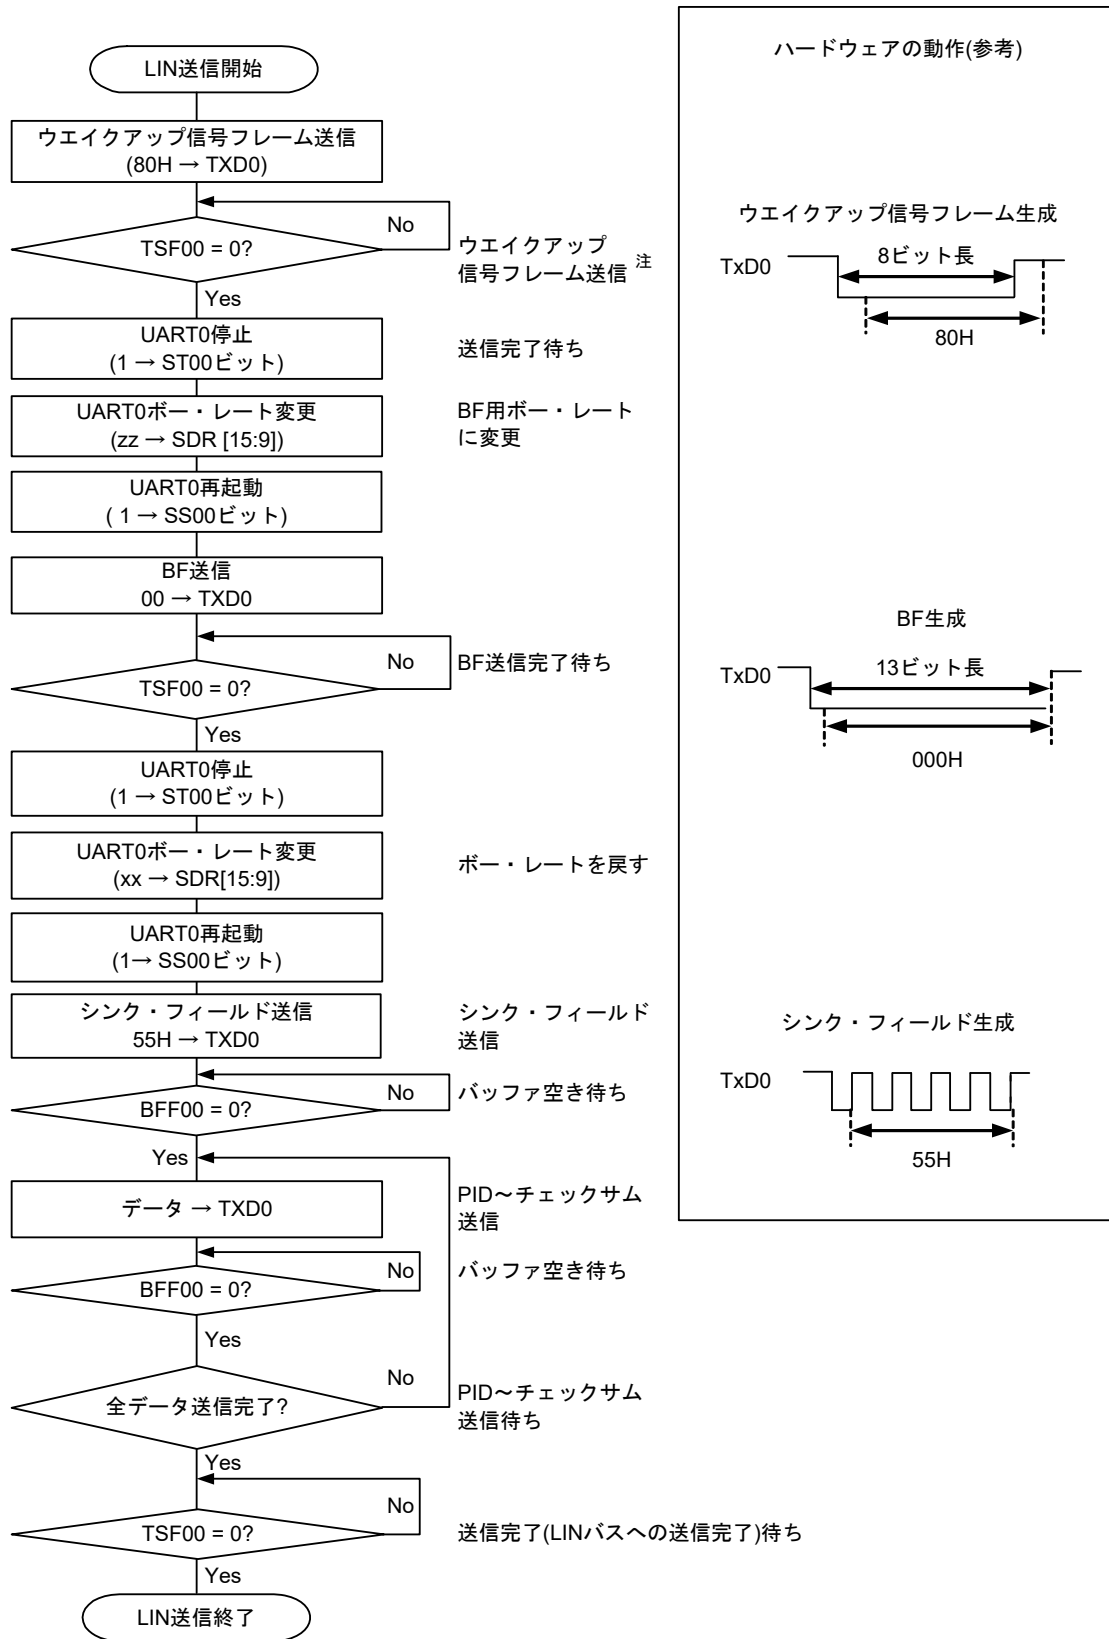 LIN送信開始
ウエイクアップ信号フレーム送信
(80H → TXD0)
No
TSF00 = 0?
ウエイクアップ
信号フレーム送信 注
Yes
UART0停止
(1 → ST00ビット)
送信完了待ち
UART0ボー・レート変更
(zz → SDR [15:9])
BF用ボー・レート
に変更
UART0再起動
( 1 → SS00ビット)
BF送信
00 → TXD0
No
TSF00 = 0?
BF送信完了待ち
Yes
UART0停止
(1 → ST00ビット)
UART0ボー・レート変更
(xx → SDR[15:9])
ボー・レートを戻す
UART0再起動
(1→ SS00ビット)
シンク・フィールド送信
55H → TXD0
シンク・フィールド
送信
No
BFF00 = 0?
バッファ空き待ち
Yes
データ → TXD0
PID～チェックサム
送信
No
BFF00 = 0?
バッファ空き待ち
Yes
No
全データ送信完了?
PID～チェックサム
送信待ち
Yes
No
TSF00 = 0?
送信完了(LINバスへの送信完了)待ち
Yes
LIN送信終了
ハードウェアの動作(参考)
ウエイクアップ信号フレーム生成
TxD0
8ビット長
80H
BF生成
TxD0
13ビット長
000H
シンク・フィールド生成
TxD0
55H